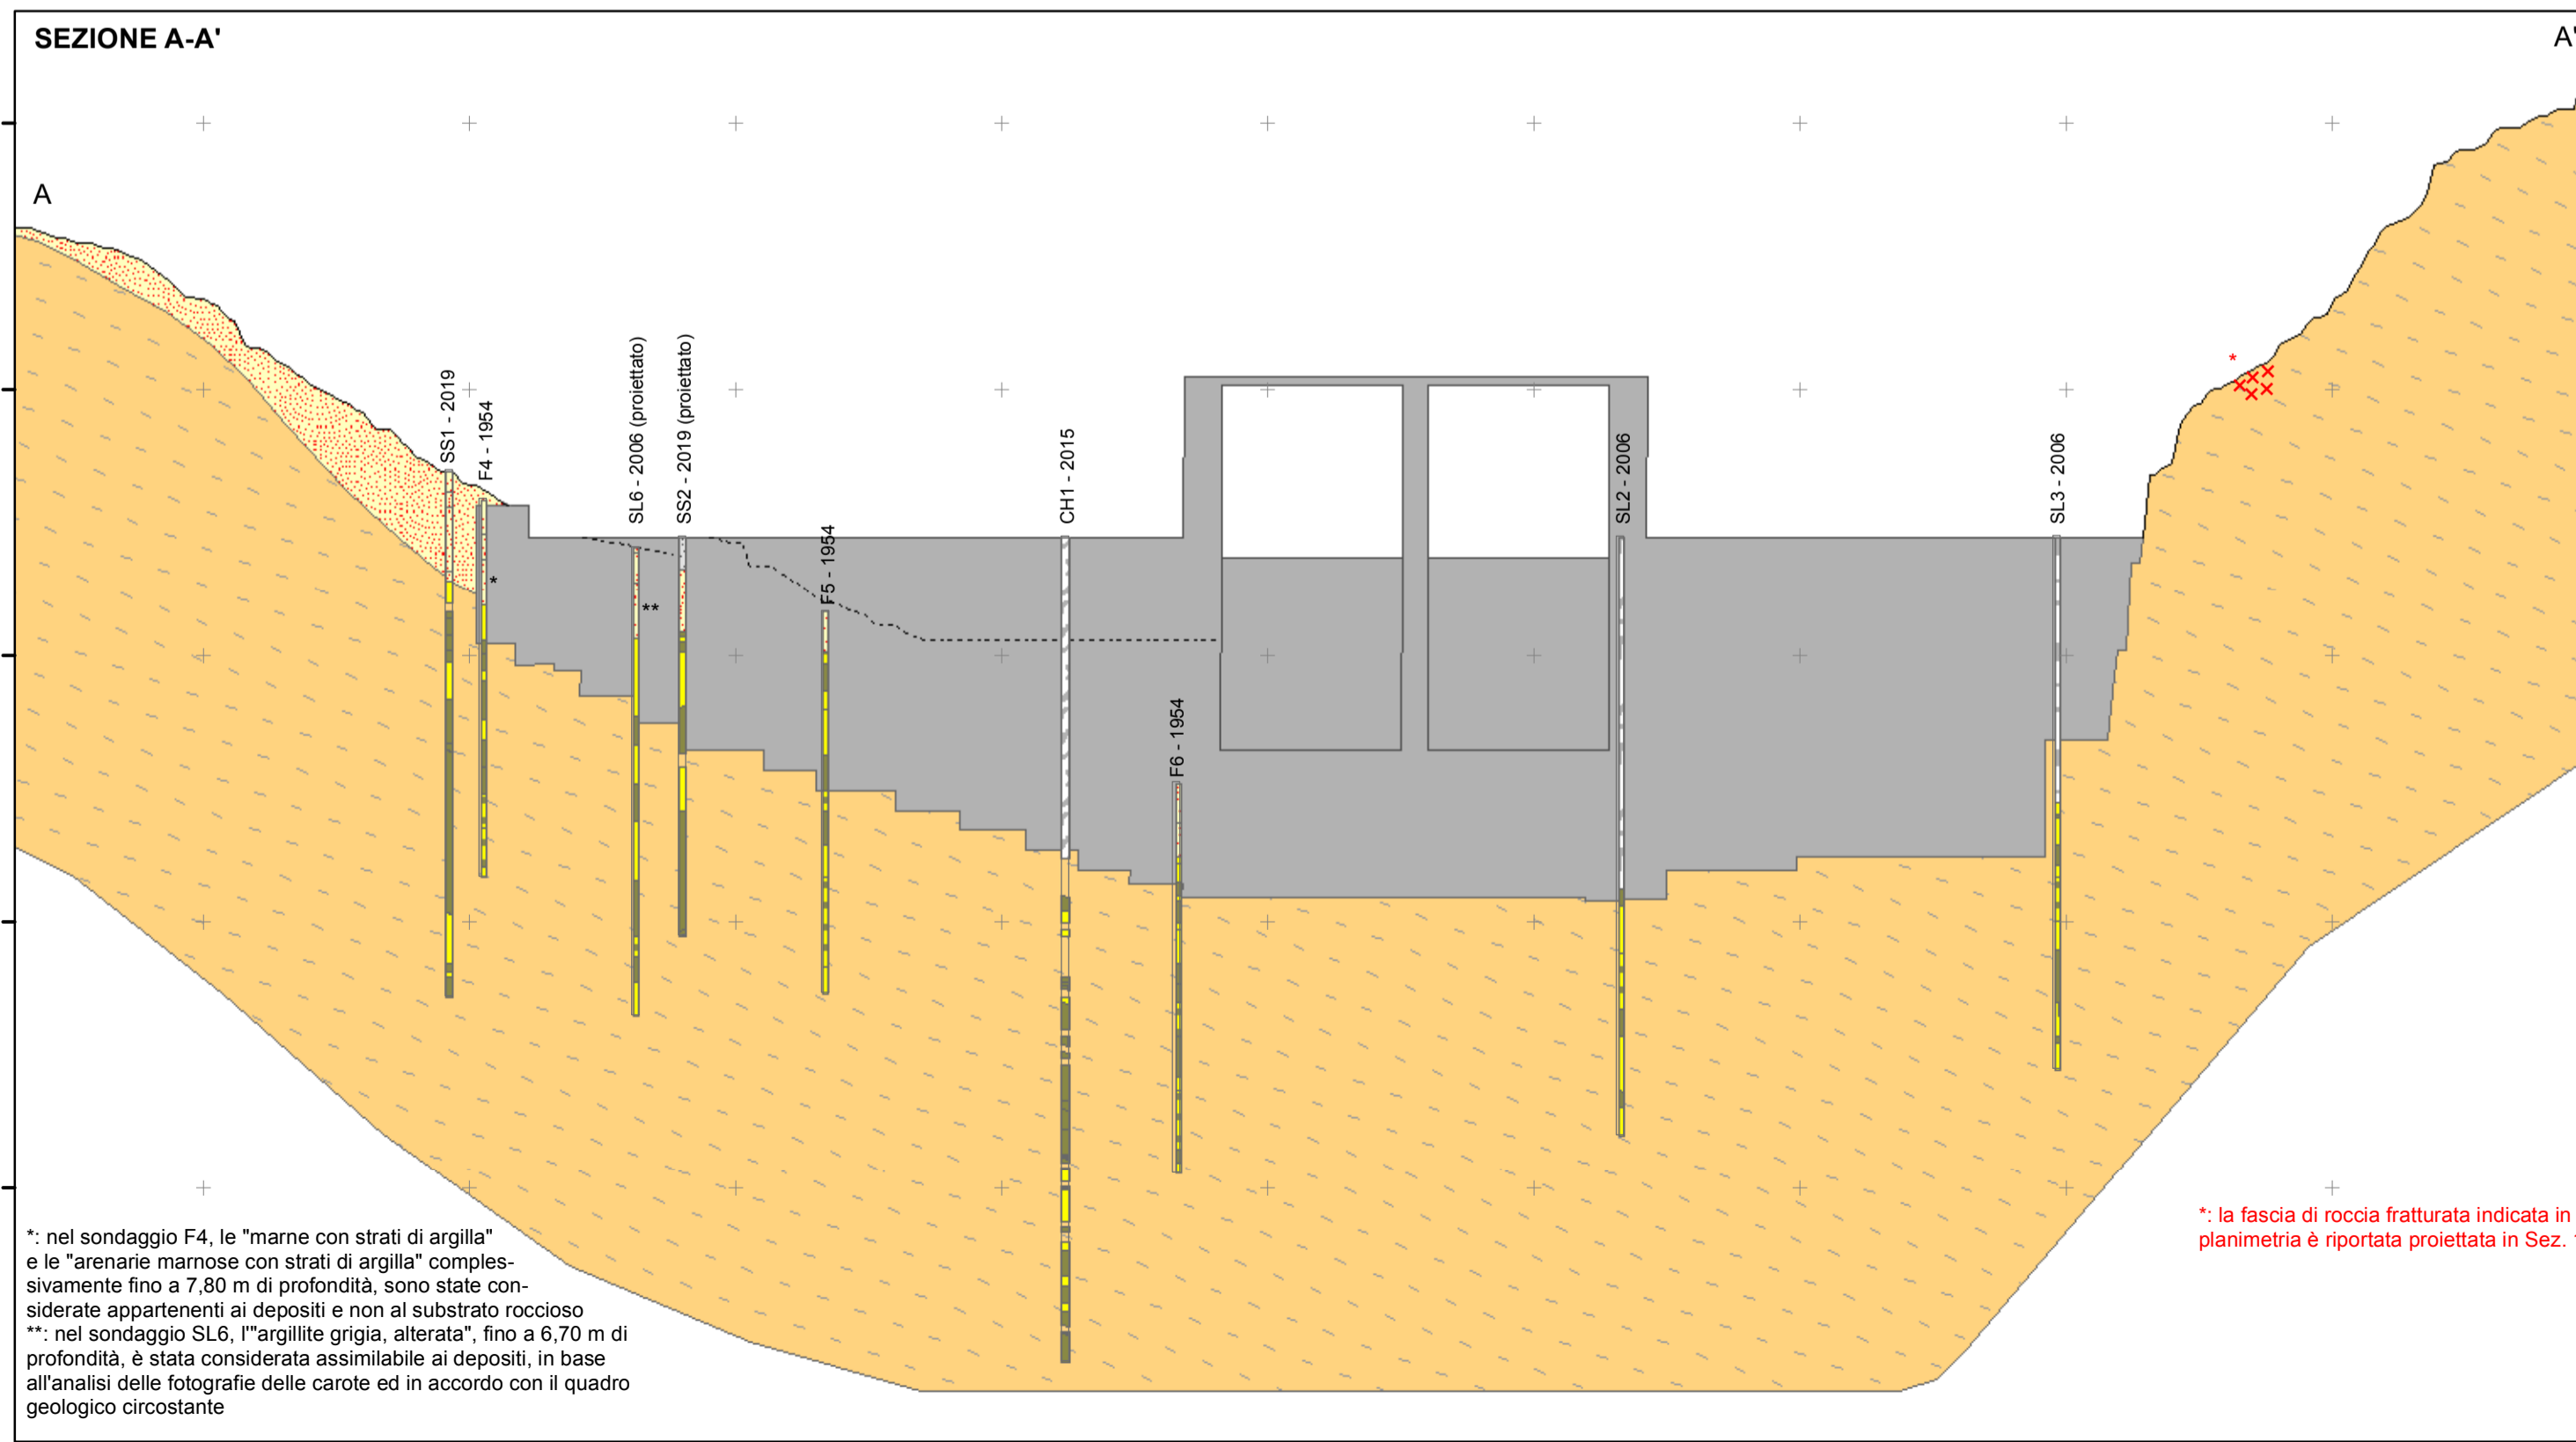 SEZIONE A-A'
A'
A
SS1 - 2019
F4 - 1954
SL6 - 2006 (proiettato)
SS2 - 2019 (proiettato)
F5 - 1954
CH1 - 2015
F6 - 1954
SL2 - 2006
SL3 - 2006
*
*
**
*: nel sondaggio F4, le "marne con strati di argilla"
e le "arenarie marnose con strati di argilla" comples-
sivamente fino a 7,80 m di profondità, sono state con-
siderate appartenenti ai depositi e non al substrato roccioso
**: nel sondaggio SL6, l'"argillite grigia, alterata", fino a 6,70 m di
profondità, è stata considerata assimilabile ai depositi, in base
all'analisi delle fotografie delle carote ed in accordo con il quadro
geologico circostante
*: la fascia di roccia fratturata indicata in
planimetria è riportata proiettata in Sez.